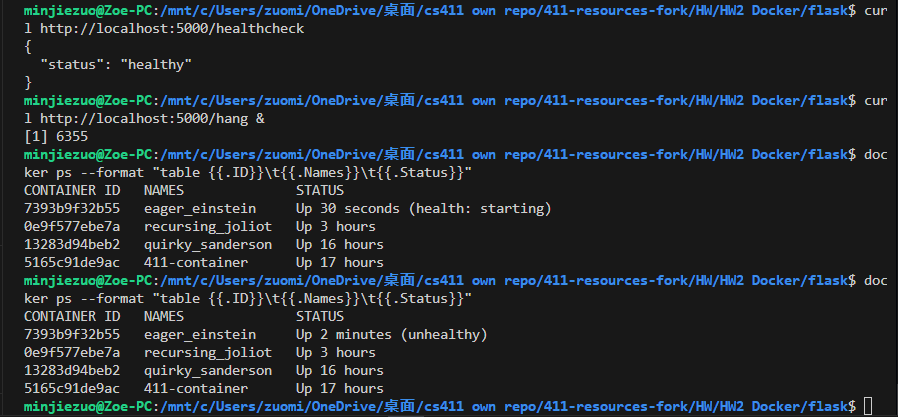 minjiezuo@Zoe-PC:/mnt/c/Users/zuomi/OneDrive/桌面/cs411 own repo/411-resources-fork/HW/HW2 Docker/flask$ cur
l http://localhost:5000/healthcheck
{
  "status": "healthy"
}
minjiezuo@Zoe-PC:/mnt/c/Users/zuomi/OneDrive/桌面/cs411 own repo/411-resources-fork/HW/HW2 Docker/flask$ cur
l http://localhost:5000/hang &
[1] 6355
minjiezuo@Zoe-PC:/mnt/c/Users/zuomi/OneDrive/桌面/cs411 own repo/411-resources-fork/HW/HW2 Docker/flask$ doc
ker ps --format "table {{.ID}}\t{{.Names}}\t{{.Status}}"
CONTAINER ID   NAMES             STATUS
7393b9f32b55   eager_einstein    Up 30 seconds (health: starting)
0e9f577ebe7a   recursing_joliot   Up 3 hours
13283d94beb2   quirky_sanderson   Up 16 hours
5165c91de9ac   411-container     Up 17 hours
minjiezuo@Zoe-PC:/mnt/c/Users/zuomi/OneDrive/桌面/cs411 own repo/411-resources-fork/HW/HW2 Docker/flask$ doc
ker ps --format "table {{.ID}}\t{{.Names}}\t{{.Status}}"
CONTAINER ID   NAMES             STATUS
7393b9f32b55   eager_einstein    Up 2 minutes (unhealthy)
0e9f577ebe7a   recursing_joliot   Up 3 hours
13283d94beb2   quirky_sanderson   Up 16 hours
5165c91de9ac   411-container     Up 17 hours
minjiezuo@Zoe-PC:/mnt/c/Users/zuomi/OneDrive/桌面/cs411 own repo/411-resources-fork/HW/HW2 Docker/flask$